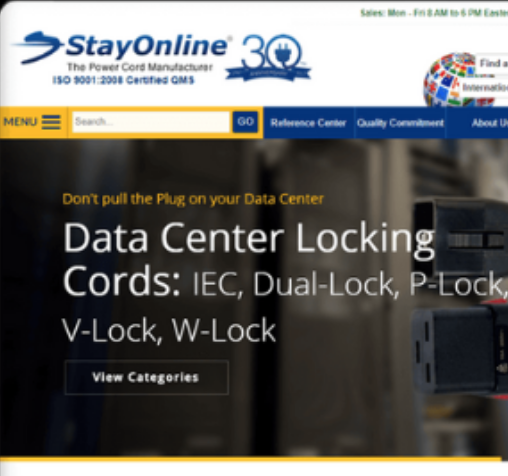 Sales: Mon - Fri 8 AM to 6 PM Easte
StayOnline
30
The Power Cord Manufacturer
ISO 9001:2008 Certified QMS
Find a
Internatio
MENU
Search...
GO
Reference Center
Quality Commitment
About U
Don't pull the Plug on your Data Center
Data Center Locking
Cords: IEC, Dual-Lock, P-Lock,
V-Lock, W-Lock
View Categories